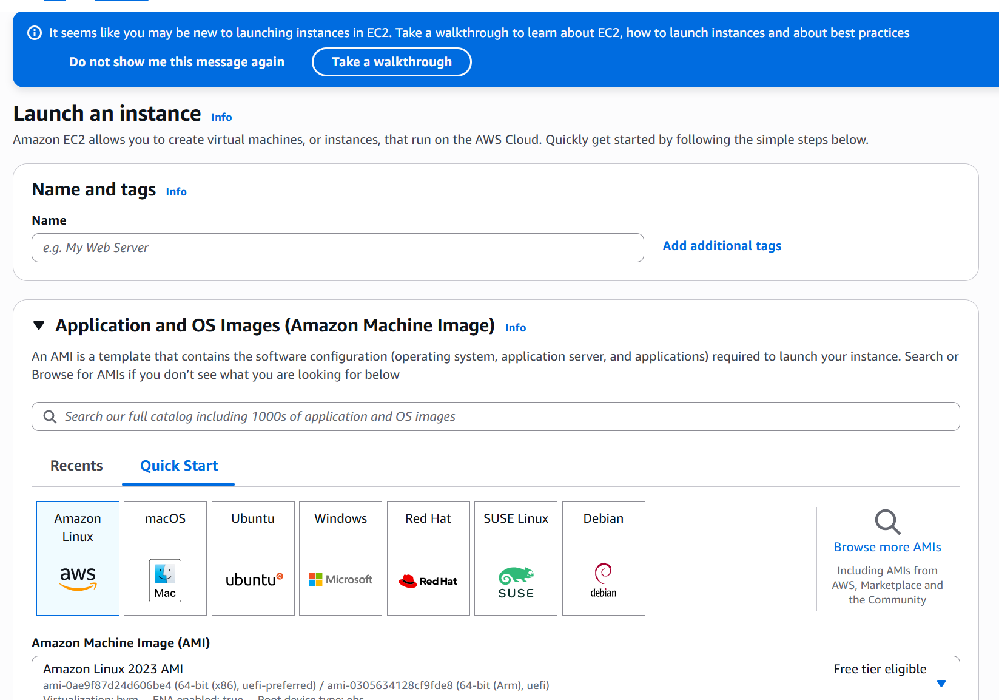 It seems like you may be new to launching instances in EC2. Take a walkthrough to learn about EC2, how to launch instances and about best practices
Do not show me this message again
Take a walkthrough
Launch an instance Info
Amazon EC2 allows you to create virtual machines, or instances, that run on the AWS Cloud. Quickly get started by following the simple steps below.
Name and tags Info
Name
e.g. My Web Server
Add additional tags
Application and OS Images (Amazon Machine Image) Info
An AMI is a template that contains the software configuration (operating system, application server, and applications) required to launch your instance. Search or
Browse for AMIs if you don’t see what you are looking for below
Search our full catalog including 1000s of application and OS images
Recents
Quick Start
Amazon
Linux
aws
macOS
Mac
Ubuntu
ubuntu
Windows
Microsoft
Red Hat
Red Hat
SUSE Linux
SUSE
Debian
debian
Browse more AMIs
Including AMIs from
AWS, Marketplace and
the Community
Amazon Machine Image (AMI)
Amazon Linux 2023 AMI
Free tier eligible
ami-0ae9f87d24d606be4 (64-bit (x86), uefi-preferred) / ami-0305634128cf9fde8 (64-bit (Arm), uefi)
Virtualization: hvm ENA enabled: true Root device type: ebs